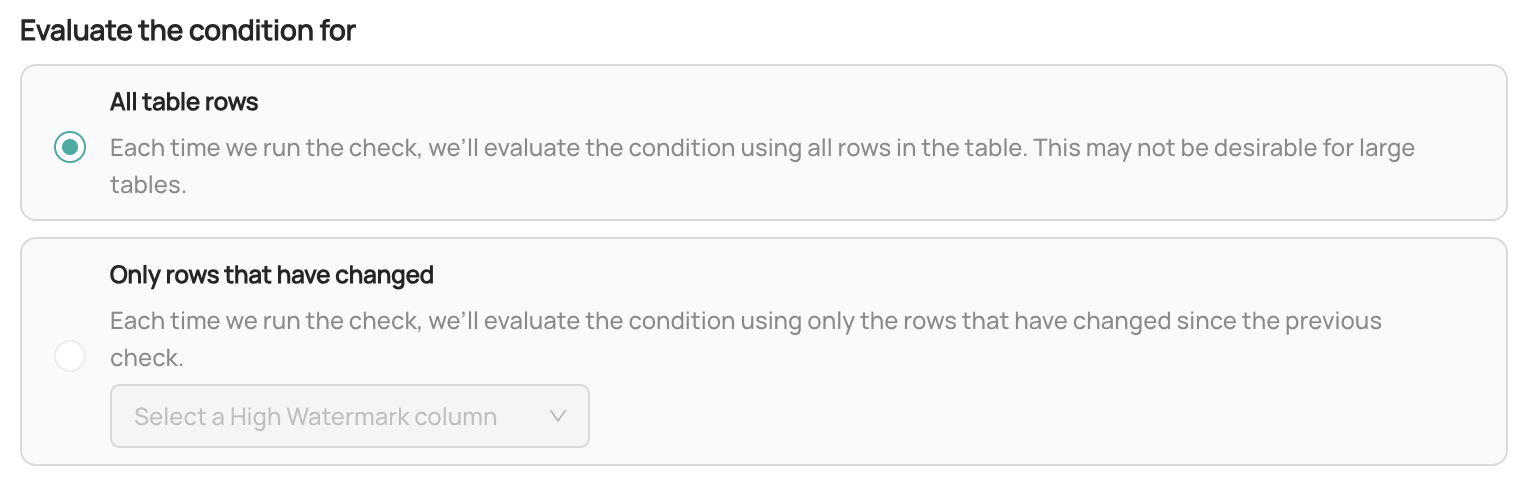 Evaluate the condition for
All table rows
Each time we run the check, we'll evaluate the condition using all rows in the table. This may not be desirable for large
tables.
Only rows that have changed
Each time we run the check, we'll evaluate the condition using only the rows that have changed since the previous
check.
Select a High Watermark column